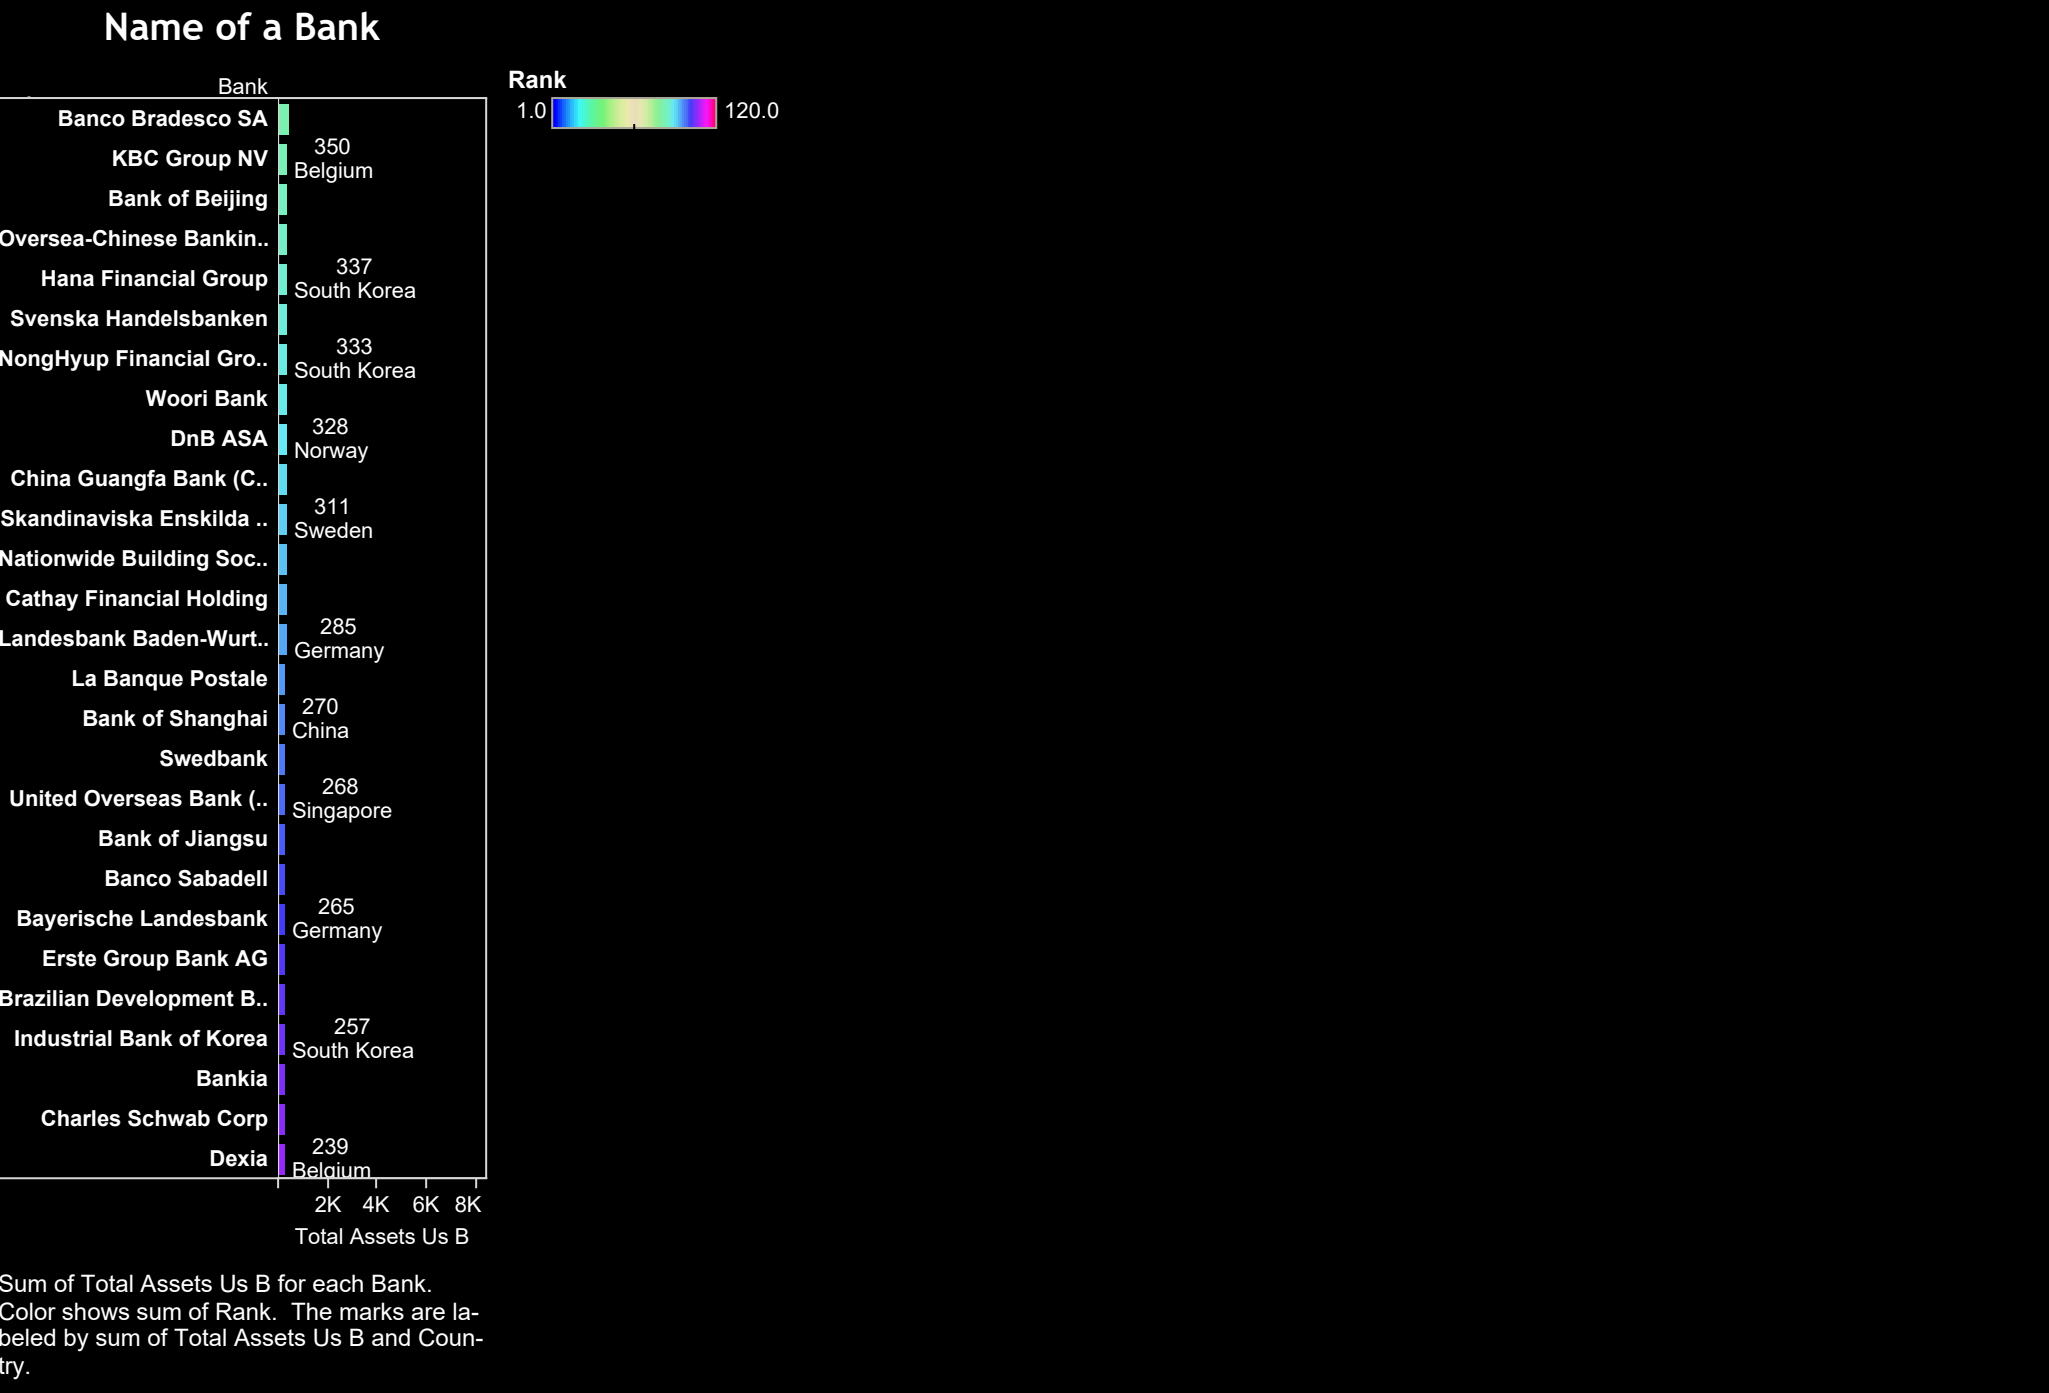 Name of a Bank
Bank
Rank
1.0 120.0
Banco Bradesco SA
KBC Group NV
350
Belgium
Bank of Beijing
Oversea-Chinese Bankin..
Hana Financial Group
337
South Korea
Svenska Handelsbanken
NongHyup Financial Gro..
333
South Korea
Woori Bank
DnB ASA
328
Norway
China Guangfa Bank (C..
Skandinaviska Enskilda ..
311
Sweden
Nationwide Building Soc..
Cathay Financial Holding
Landesbank Baden-Wurt..
285
Germany
La Banque Postale
Bank of Shanghai
270
China
Swedbank
United Overseas Bank (..
268
Singapore
Bank of Jiangsu
Banco Sabadell
Bayerische Landesbank
265
Germany
Erste Group Bank AG
Brazilian Development B..
Industrial Bank of Korea
257
South Korea
Bankia
Charles Schwab Corp
Dexia
239
Belgium
2K 4K 6K 8K
Total Assets Us B
Sum of Total Assets Us B for each Bank.
Color shows sum of Rank.  The marks are la-
beled by sum of Total Assets Us B and Coun-
try.